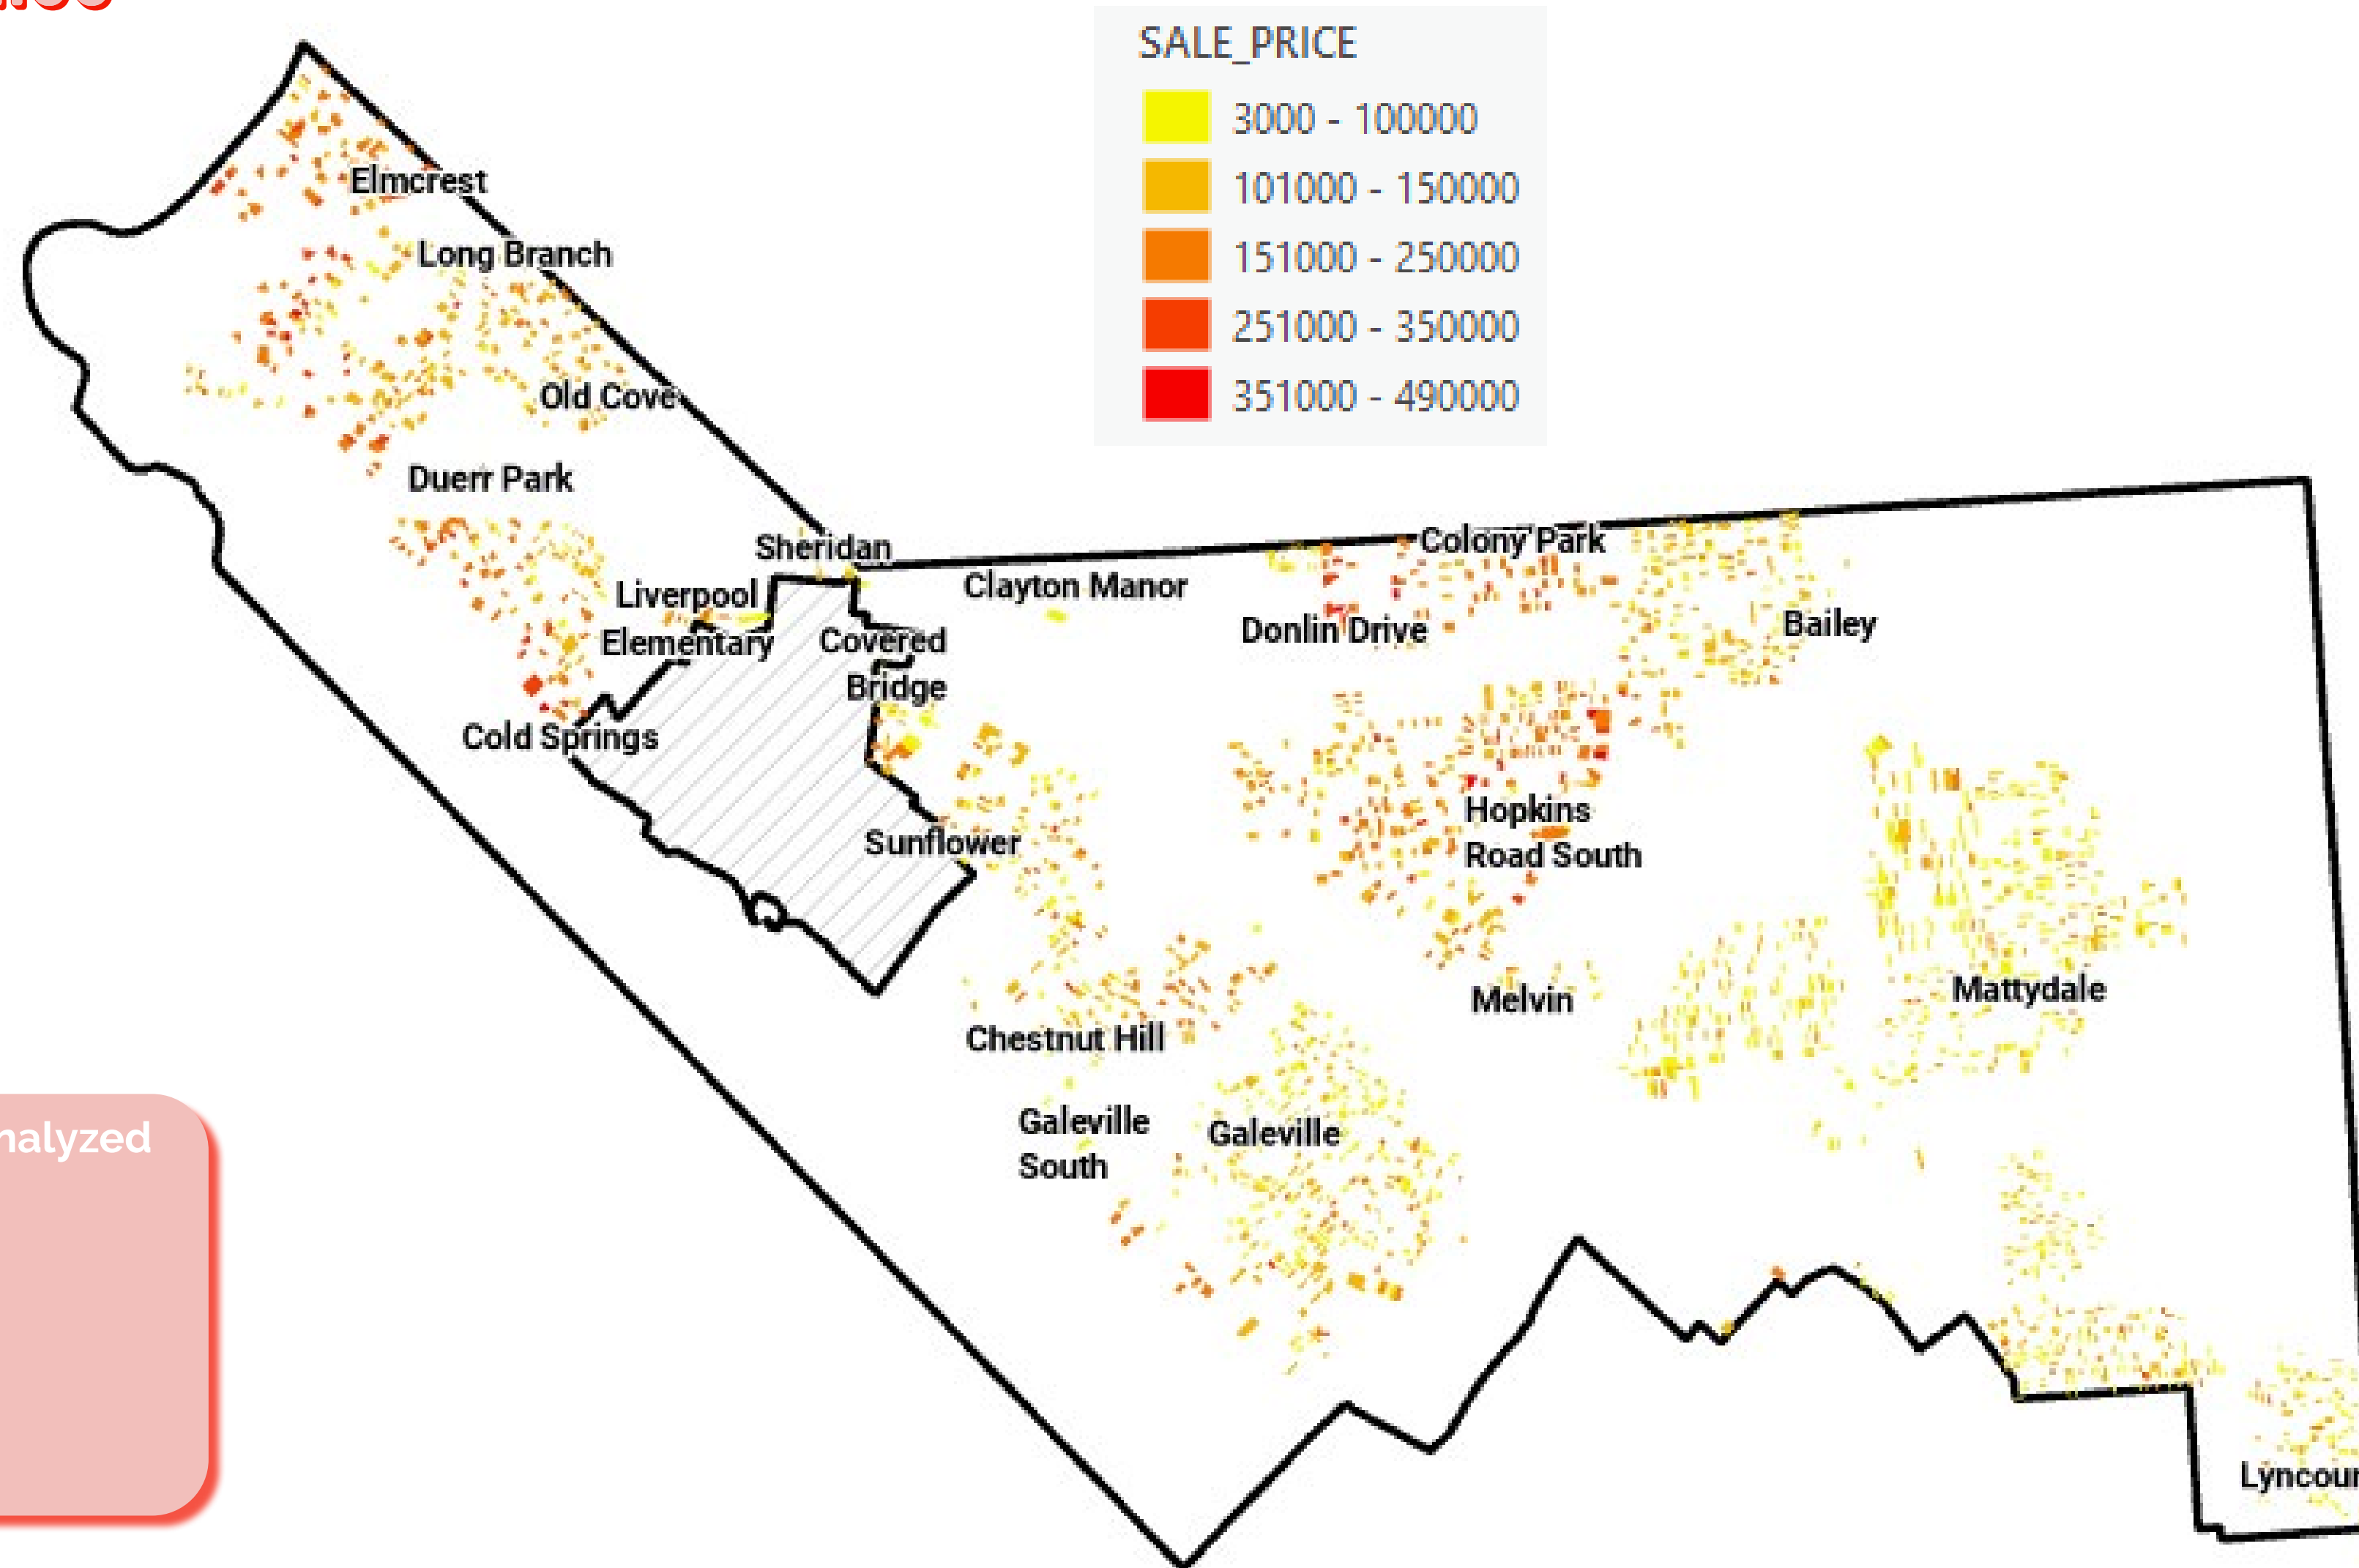 SALE_PRICE
3000 - 100000
101000 - 150000
151000 - 250000
251000 - 350000
351000 - 490000
Elmcrest
Long Branch
Old Cove
Duerr Park
Sheridan
Colony Park
Clayton Manor
Liverpool
Elementary
Covered
Bridge
Donlin Drive
Bailey
Cold Springs
Hopkins
Road South
Sunflower
Mattydale
Melvin
Chestnut Hill
Galeville
South
Galeville
nalyzed
Lyncour